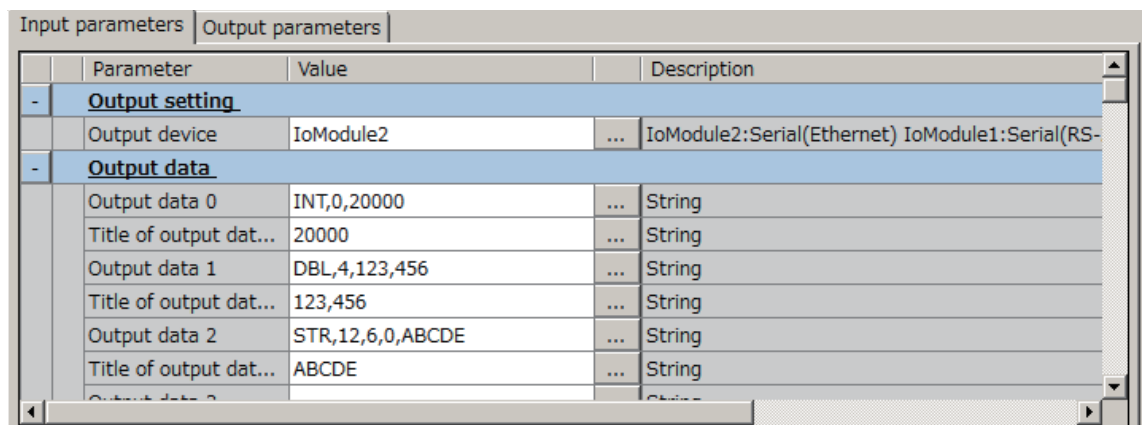 Input parameters Output parameters
Parameter Value Description
- Output setting
Output device IoModule2 ... IoModule2:Serial(Ethernet) IoModule1:Serial(RS-
- Output data
Output data 0 INT,0,20000 ... String
Title of output dat... 20000 ... String
Output data 1 DBL,4,123,456 ... String
Title of output dat... 123,456 ... String
Output data 2 STR,12,6,0,ABCDE ... String
Title of output dat... ABCDE ... String